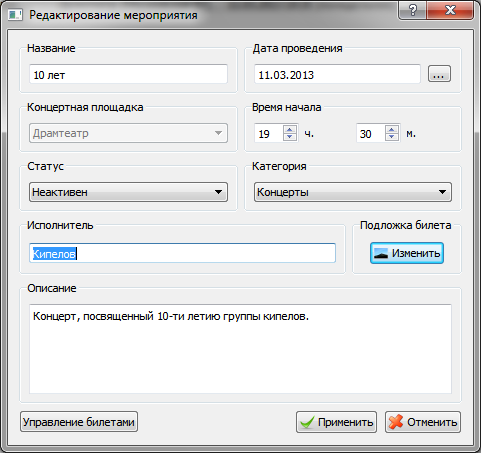 Редактирование мероприятия
Название
Дата проведения
10 лет
11.03.2013
...
Концертная площадка
Время начала
Драмтеатр
19 ч. 30 м.
Статус
Категория
Неактивен
Концерты
Исполнитель
Подложка билета
Кипелов
Изменить
Описание
Концерт, посвященный 10-ти летию группы кипелов.
Управление билетами
Применить
Отменить